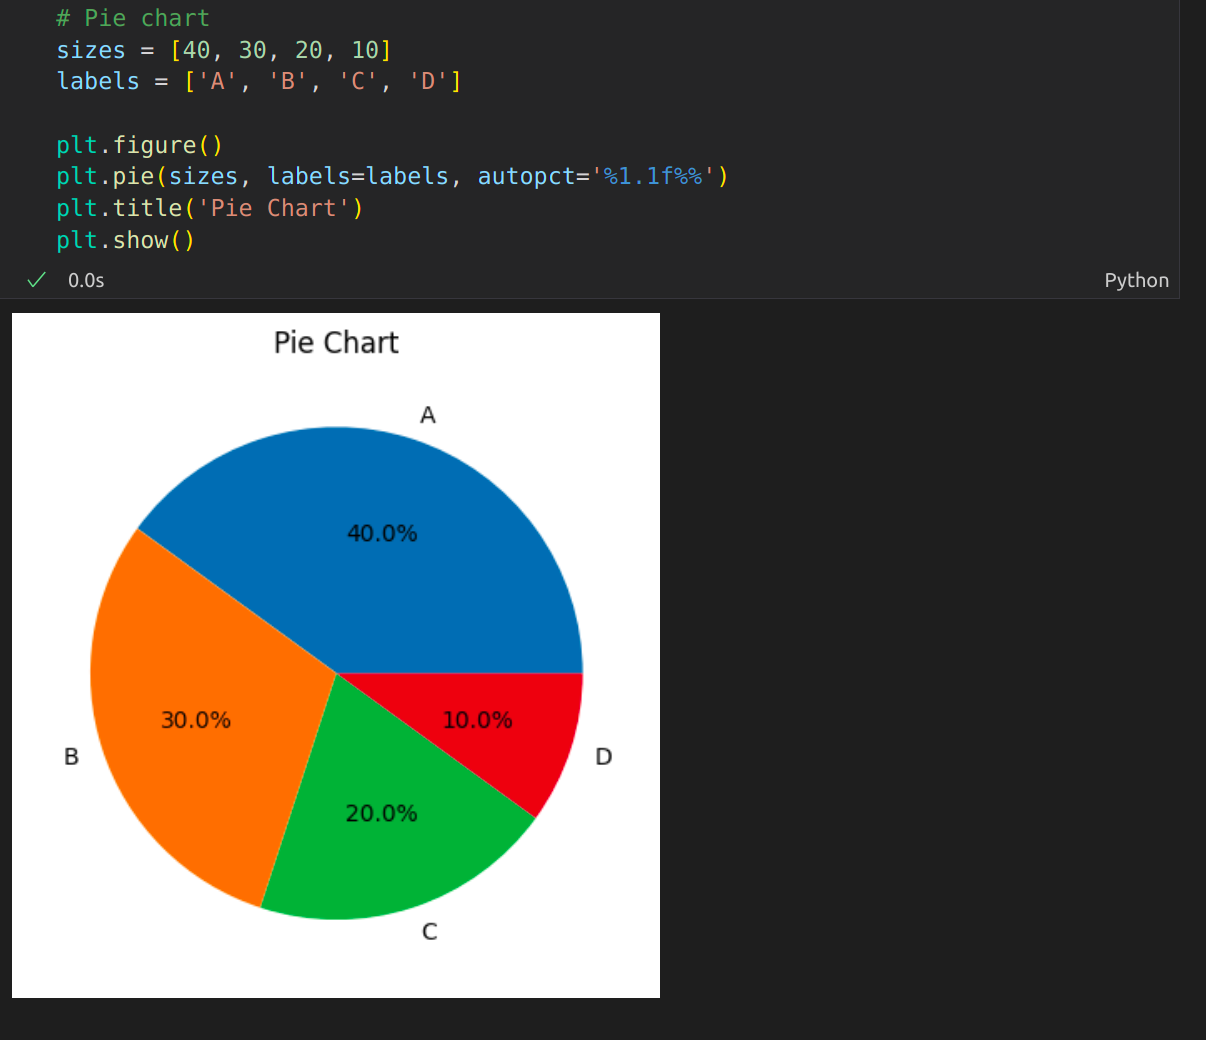 # Pie chart
sizes = [40, 30, 20, 10]
labels = ['A', 'B', 'C', 'D']
plt.figure()
plt.pie(sizes, labels=labels, autopct='%1.1f%%')
plt.title('Pie Chart')
plt.show()
0.0s
Python
Pie Chart
A
40.0%
30.0%
10.0%
B
D
20.0%
C